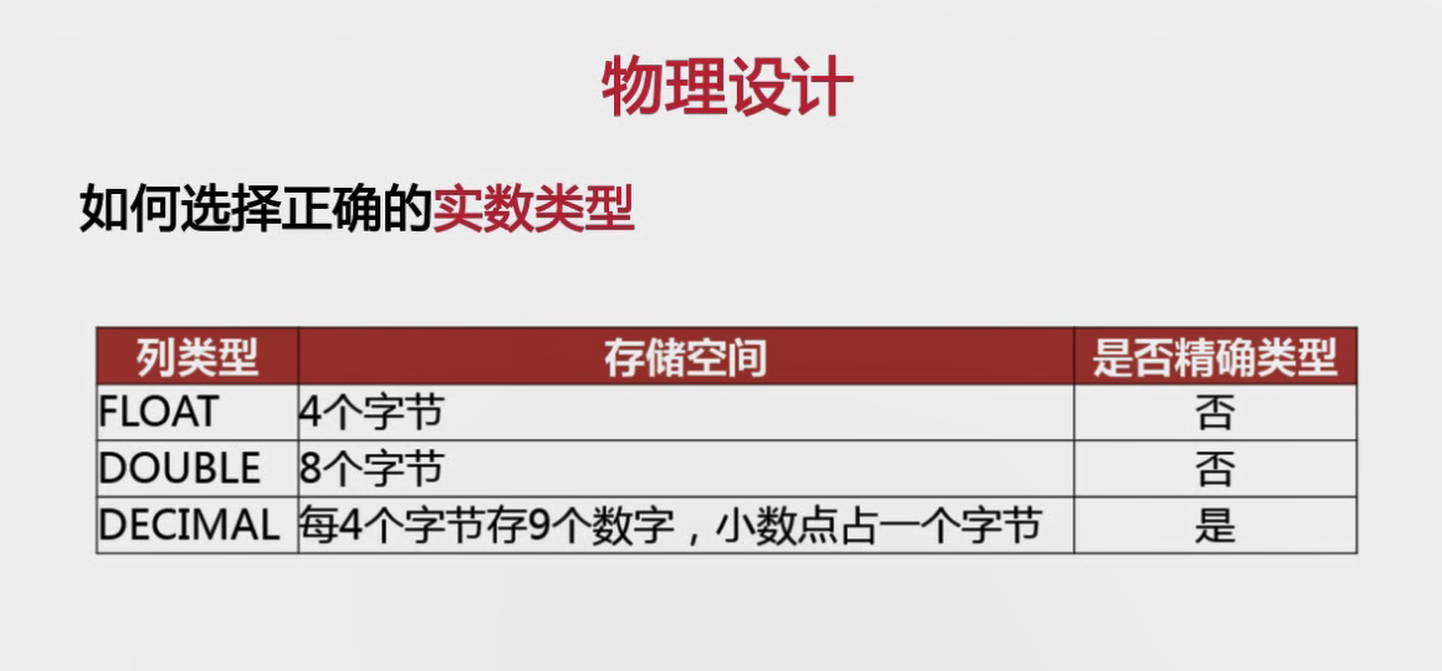 物理设计
如何选择正确的实数类型
列类型 存储空间 是否精确类型
FLOAT 4个字节 否
DOUBLE 8个字节 否
DECIMAL 每4个字节存9个数字，小数点占一个字节 是